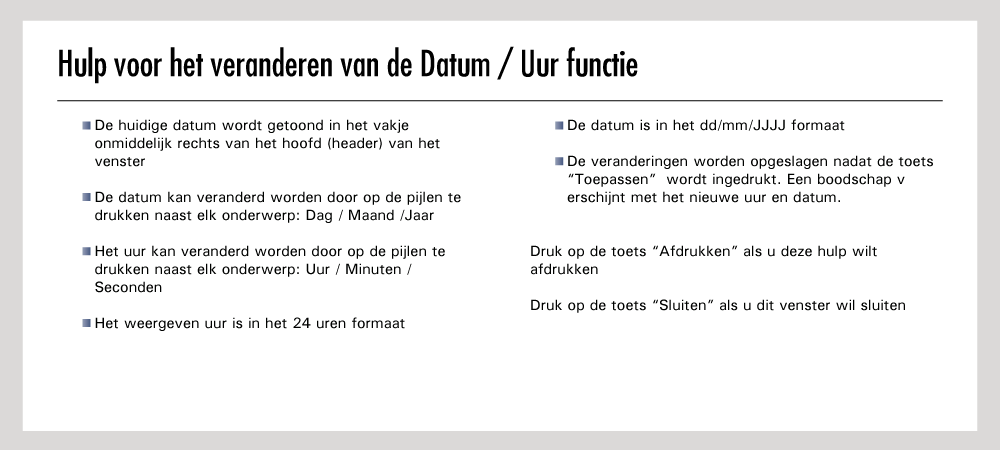 Hulp voor het veranderen van de Datum / Uur functie
De huidige datum wordt getoond in het vakje
onmiddelijk rechts van het hoofd (header) van het
venster
De datum kan veranderd worden door op de pijlen te
drukken naast elk onderwerp: Dag / Maand /Jaar
Het uur kan veranderd worden door op de pijlen te
drukken naast elk onderwerp: Uur / Minuten /
Seconden
Het weergeven uur is in het 24 uren formaat
De datum is in het dd/mm/JJJJ formaat
De veranderingen worden opgeslagen nadat de toets
“Toepassen”  wordt ingedrukt. Een boodschap v
erschijnt met het nieuwe uur en datum.
Druk op de toets “Afdrukken” als u deze hulp wilt
afdrukken
Druk op de toets “Sluiten” als u dit venster wil sluiten